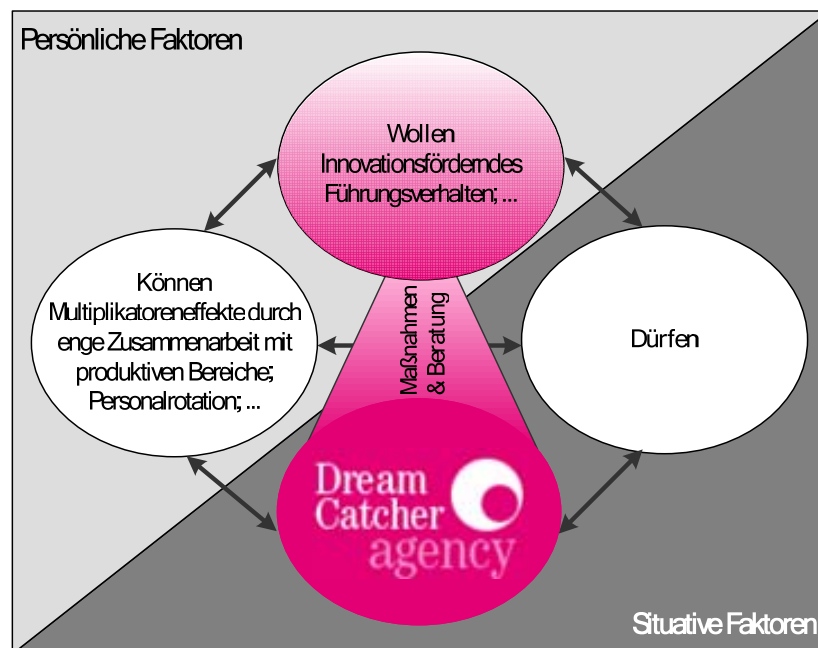 Persönliche Faktoren
Wollen
Innovationsförderndes
Führungsverhalten; ...
Können
Multiplikatoreneffekte durch
enge Zusammenarbeit mit
produktiven Bereiche;
Personalrotation; ...
Maßnahmen
& Beratung
Dürfen
Dream
Catcher
agency
Situative Faktoren